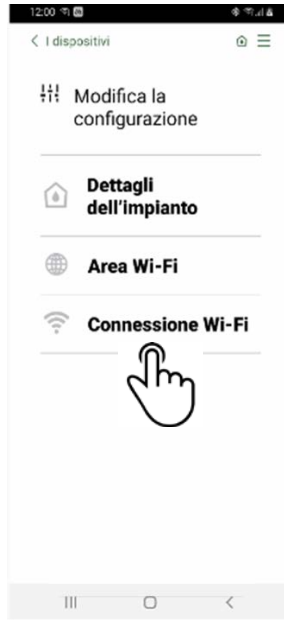 12:00
I dispositivi
Modifica la
configurazione
Dettagli
dell'impianto
Area Wi-Fi
Connessione Wi-Fi